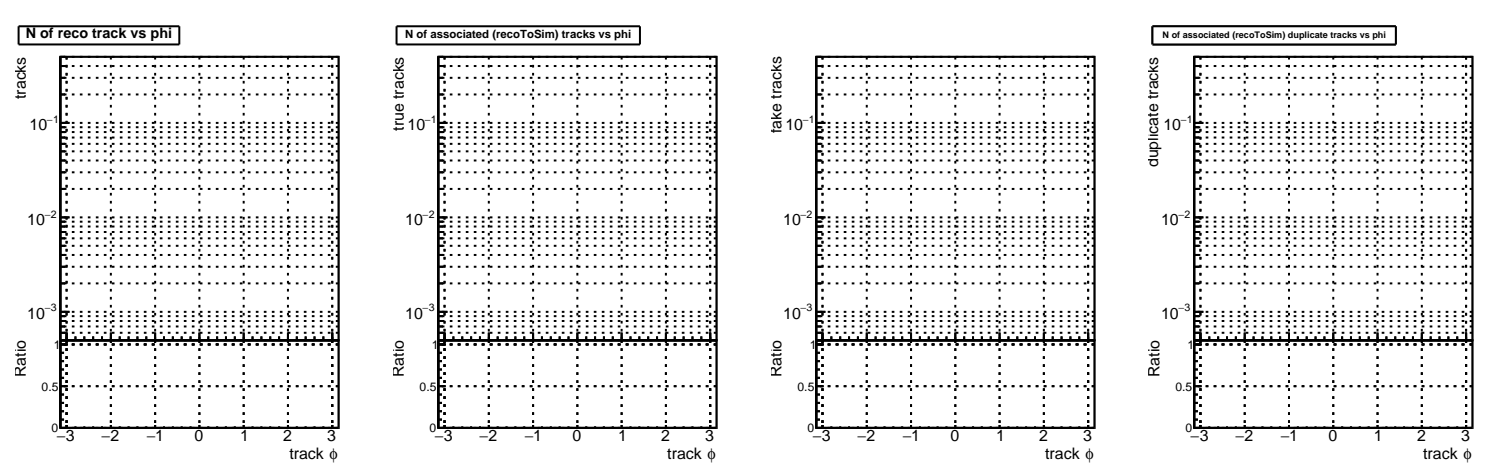 N of reco track vs phi
tracks
10⁻¹
10⁻²
10⁻³
Ratio
1
0.5
0
−3 −2 −1 0 1 2 3
track ϕ
N of associated (recoToSim) tracks vs phi
true tracks
10⁻¹
10⁻²
10⁻³
Ratio
1
0.5
0
−3 −2 −1 0 1 2 3
track ϕ
fake tracks
10⁻¹
10⁻²
10⁻³
Ratio
1
0.5
0
−3 −2 −1 0 1 2 3
track ϕ
N of associated (recoToSim) duplicate tracks vs phi
duplicate tracks
10⁻¹
10⁻²
10⁻³
Ratio
1
0.5
0
−3 −2 −1 0 1 2 3
track ϕ